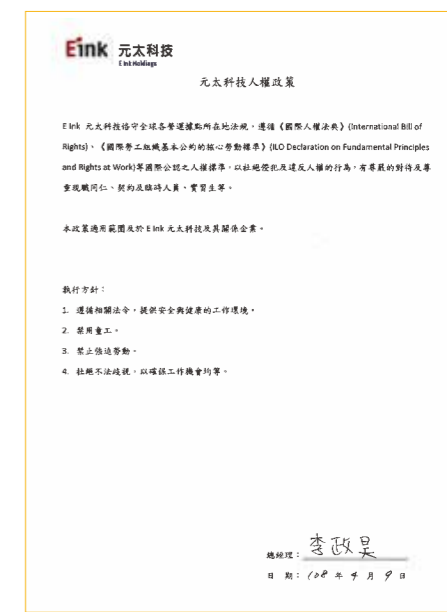 Eink 元太科技
E Ink Holdings
元太科技人權政策
E Ink 元太科技恪守全球各營運據點所在地法規,遵循《國際人權法典》(International Bill of
Rights)、《國際勞工組織基本公約的核心勞動標準》(ILO Declaration on Fundamental Principles
and Rights at Work)等國際公認之人權標準,以杜絕侵犯及違反人權的行為,有尊嚴的對待及尊
重現職同仁、契約及臨時人員、實習生等。
本政策適用範圍及於 E Ink 元太科技及其關係企業。
執行方針:
1. 遵循相關法令,提供安全與健康的工作環境。
2. 禁用童工。
3. 禁止強迫勞動。
4. 杜絕不法歧視,以確保工作機會均等。
總經理:李政昊
日 期:108 年 4 月 9 日